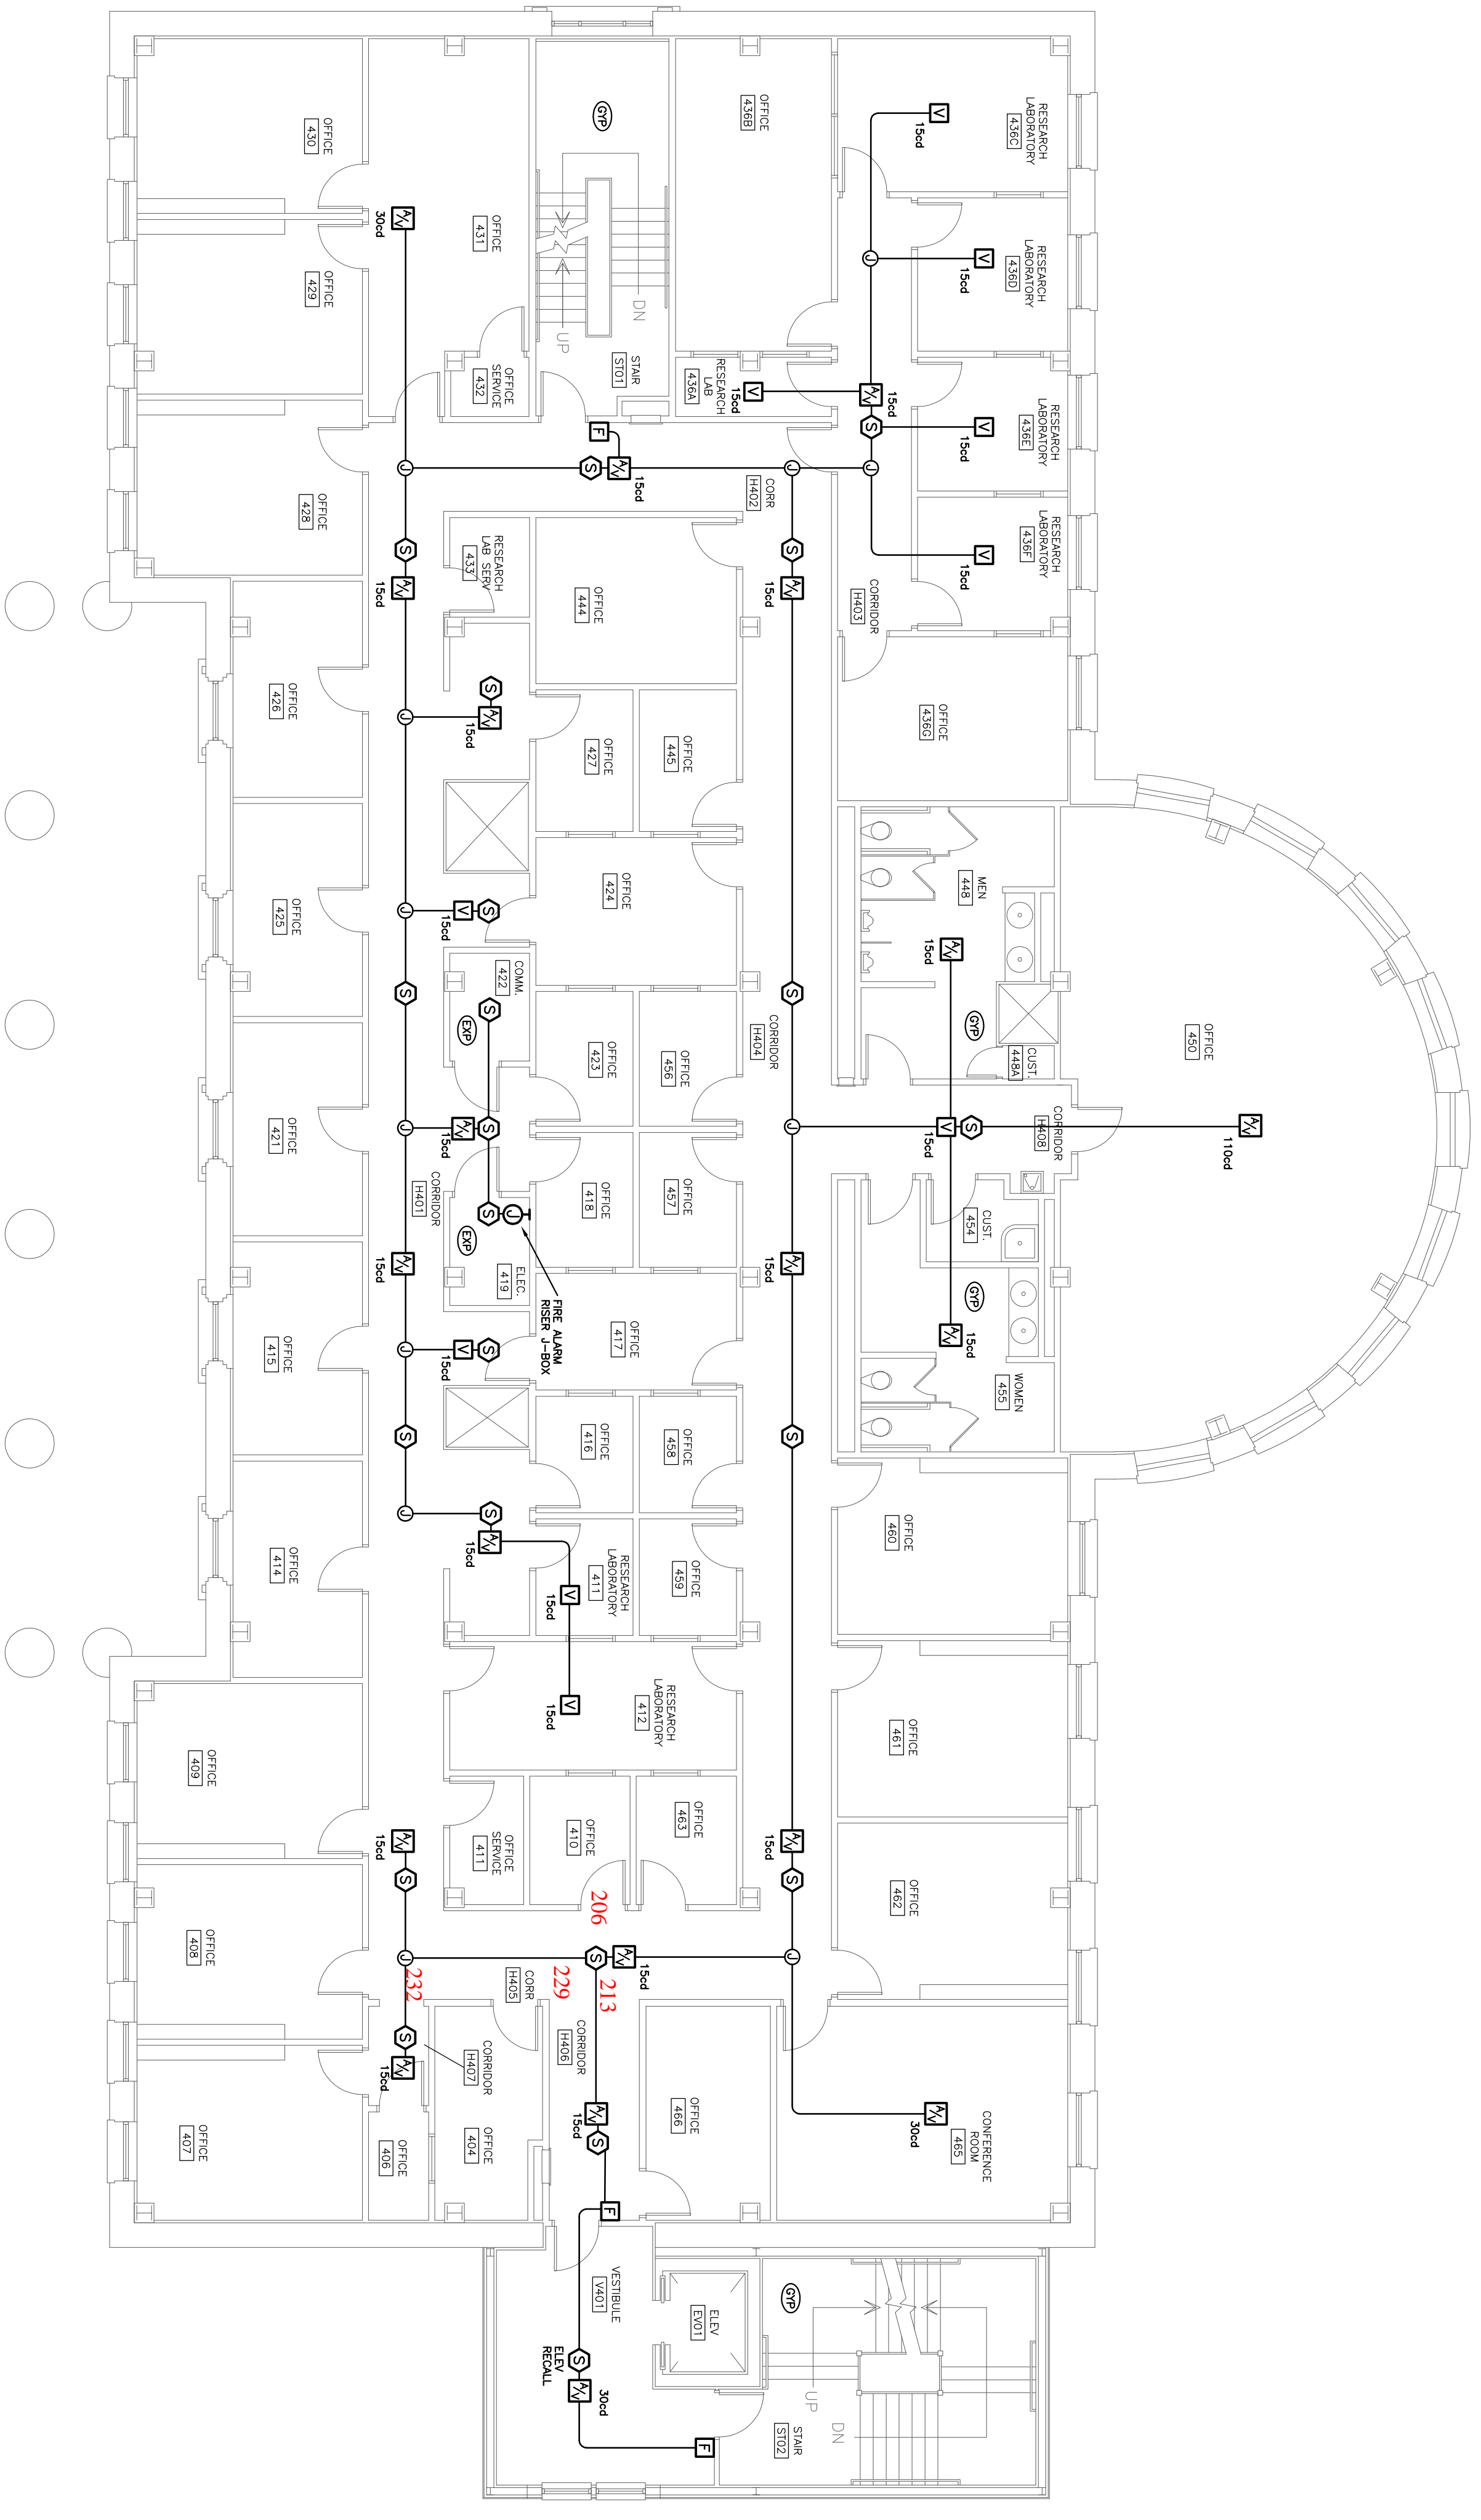 OFFICE
450
110cd
RESEARCH
LABORATORY
436C
V
15cd
RESEARCH
LABORATORY
436D
V
15cd
RESEARCH
LABORATORY
436E
V
15cd
RESEARCH
LABORATORY
436F
V
15cd
OFFICE
436G
MEN
448
A/V
15cd
GYP
CUST.
448A
CORRIDOR
H408
V
15cd
S
A/V
CUST.
454
GYP
WOMEN
455
A/V
15cd
OFFICE
460
OFFICE
461
OFFICE
462
CONFERENCE
ROOM
465
A/V
30cd
J
A/V
15cd
S
J
CORRIDOR
H403
STAIR
ST02
GYP
UP
DN
OFFICE
436B
RESEARCH
LAB
436A
V
15cd
CORR
H402
J
S
A/V
15cd
S
CORRIDOR
H404
J
A/V
15cd
S
A/V
15cd
S
J
OFFICE
466
ELEV
EV01
F
GYP
DN
UP
STAIR
ST01
F
A/V
15cd
S
OFFICE
444
OFFICE
445
OFFICE
427
OFFICE
424
OFFICE
456
OFFICE
423
OFFICE
457
OFFICE
418
OFFICE
417
OFFICE
458
OFFICE
416
OFFICE
459
RESEARCH
LABORATORY
411
V
15cd
RESEARCH
LABORATORY
412
V
15cd
OFFICE
463
OFFICE
410
206
A/V
15cd
S
213
229
CORRIDOR
H406
A/V
15cd
S
F
VESTIBULE
V401
S
ELEV
RECALL
A/V
30cd
OFFICE
431
OFFICE
SERVICE
432
RESEARCH
LAB SERV
433
S
A/V
15cd
S
V
15cd
COMM.
422
S
EXP
S
A/V
15cd
S
J
EXP
ELEC.
419
FIRE ALARM
RISER J-BOX
S
V
15cd
S
A/V
15cd
OFFICE
SERVICE
411
CORR
H405
CORRIDOR
H407
OFFICE
404
A/V
30cd
J
S
A/V
15cd
J
J
S
J
CORRIDOR
H401
A/V
15cd
J
S
J
A/V
15cd
S
J
232
S
A/V
15cd
OFFICE
406
OFFICE
430
OFFICE
429
OFFICE
428
OFFICE
426
OFFICE
425
OFFICE
421
OFFICE
415
OFFICE
414
OFFICE
409
OFFICE
408
OFFICE
407